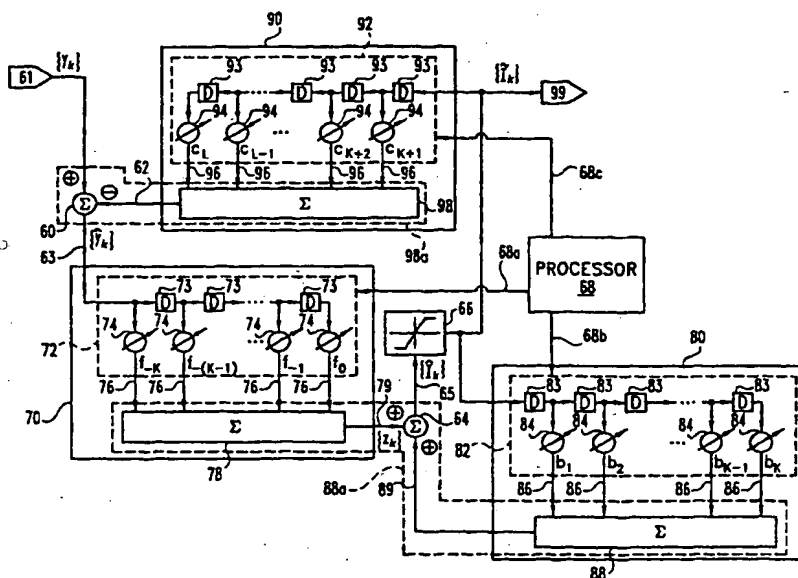 90
92
61
{y_k}
93 93 93 93
D D D D
{Ĩ_k}
99
94 94 94 94
c_L c_{L-1} ... c_{K+2} c_{K+1}
96 96 96 96
⊕ ⊖ 62
60 Σ
Σ 98
98a
63 {ŷ_k}
68c
68a
PROCESSOR
68
68b
73 73 73
D D D
72
74 74 74 74
f_{-K} f_{-(K-1)} ... f_{-1} f_0
76 76 76 76
70
Σ
78
79
66
{Î_k} 65
⊕
Σ 64
{z_k} ⊕
88a
89
80
83 83 83 83
D D D D
82
84 84 84 84
b_1 b_2 ... b_{K-1} b_K
86 86 86 86
Σ
88